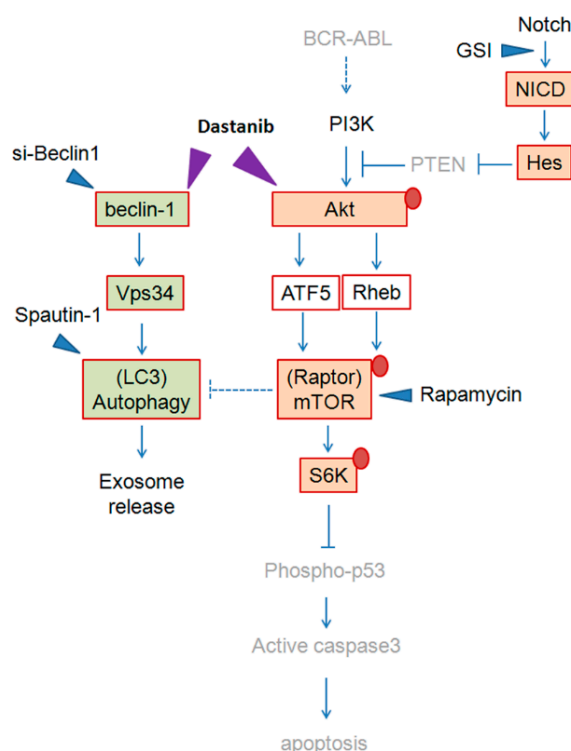 Notch
BCR-ABL
GSI
NICD
Dastanib
PI3K
si-Beclin1
PTEN
Hes
beclin-1
Akt
Vps34
ATF5
Rheb
Spautin-1
(LC3)
Autophagy
(Raptor)
mTOR
Rapamycin
Exosome
release
S6K
Phospho-p53
Active caspase3
apoptosis